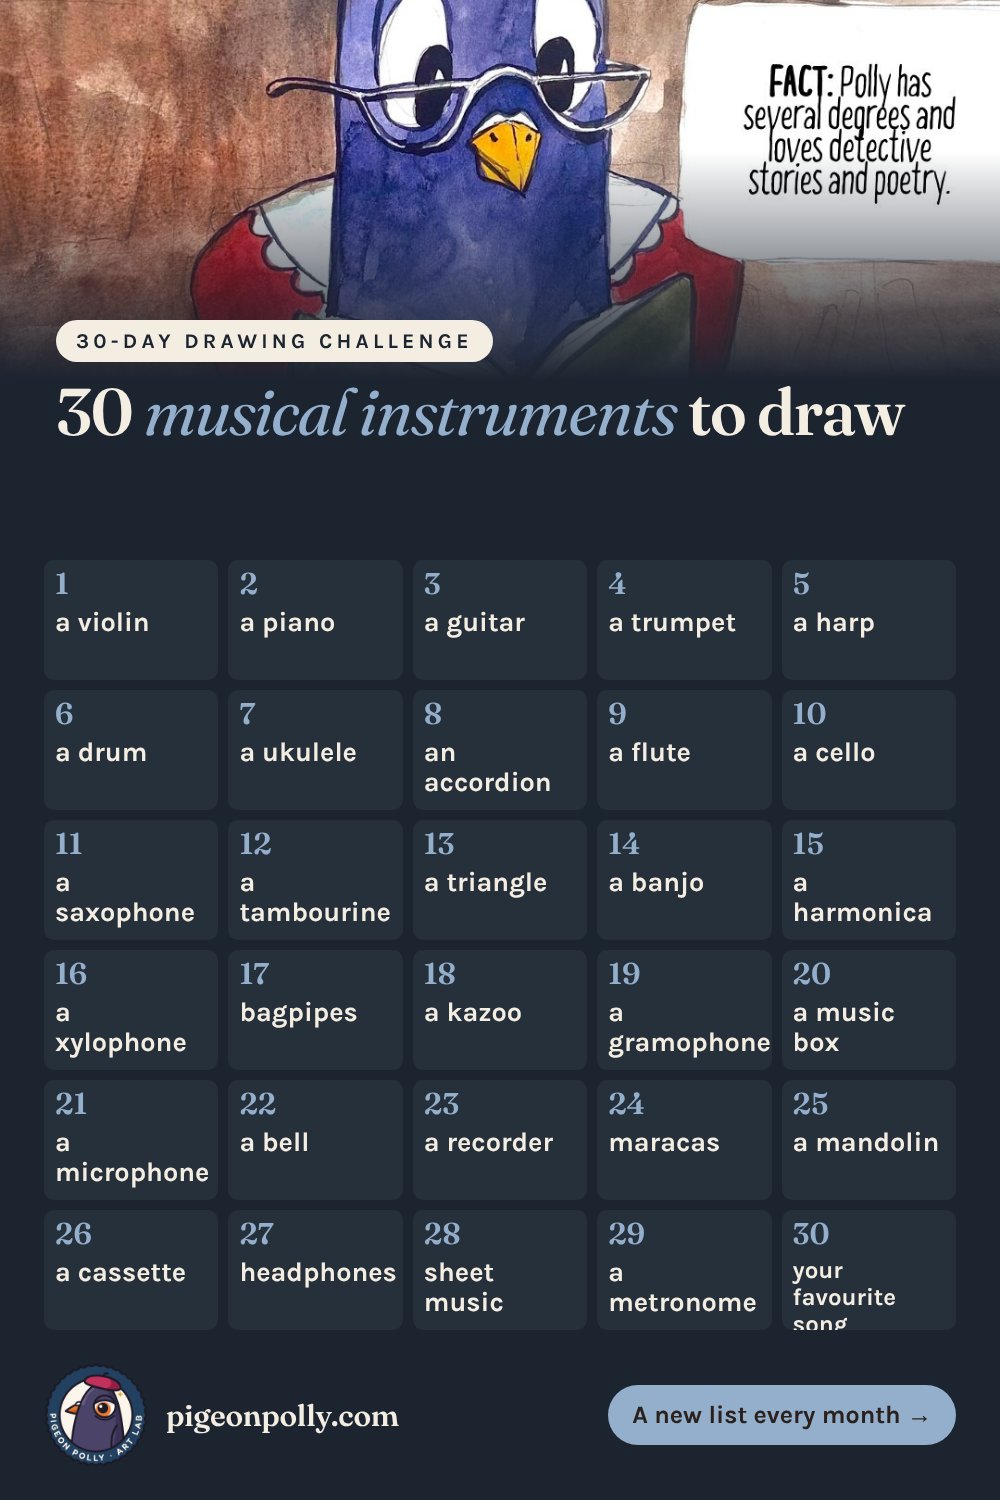 FACT: Polly has
several degrees and
loves detective
stories and poetry.
30-DAY DRAWING CHALLENGE
30 musical instruments to draw
1
a violin
2
a piano
3
a guitar
4
a trumpet
5
a harp
6
a drum
7
a ukulele
8
an
accordion
9
a flute
10
a cello
11
a
saxophone
12
a
tambourine
13
a triangle
14
a banjo
15
a
harmonica
16
a
xylophone
17
bagpipes
18
a kazoo
19
a
gramophone
20
a music
box
21
a
microphone
22
a bell
23
a recorder
24
maracas
25
a mandolin
26
a cassette
27
headphones
28
sheet
music
29
a
metronome
30
your
favourite
song
PIGEON POLLY · ART LAB
pigeonpolly.com
A new list every month →